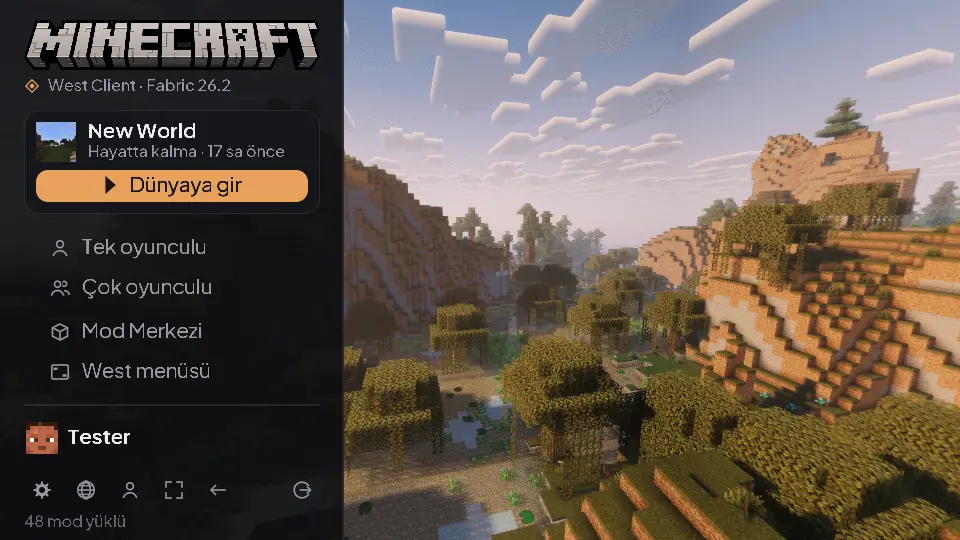 MINECRAFT
West Client · Fabric 26.2
New World
Hayatta kalma · 17 sa önce
Dünyaya gir
Tek oyunculu
Çok oyunculu
Mod Merkezi
West menüsü
Tester
48 mod yüklü